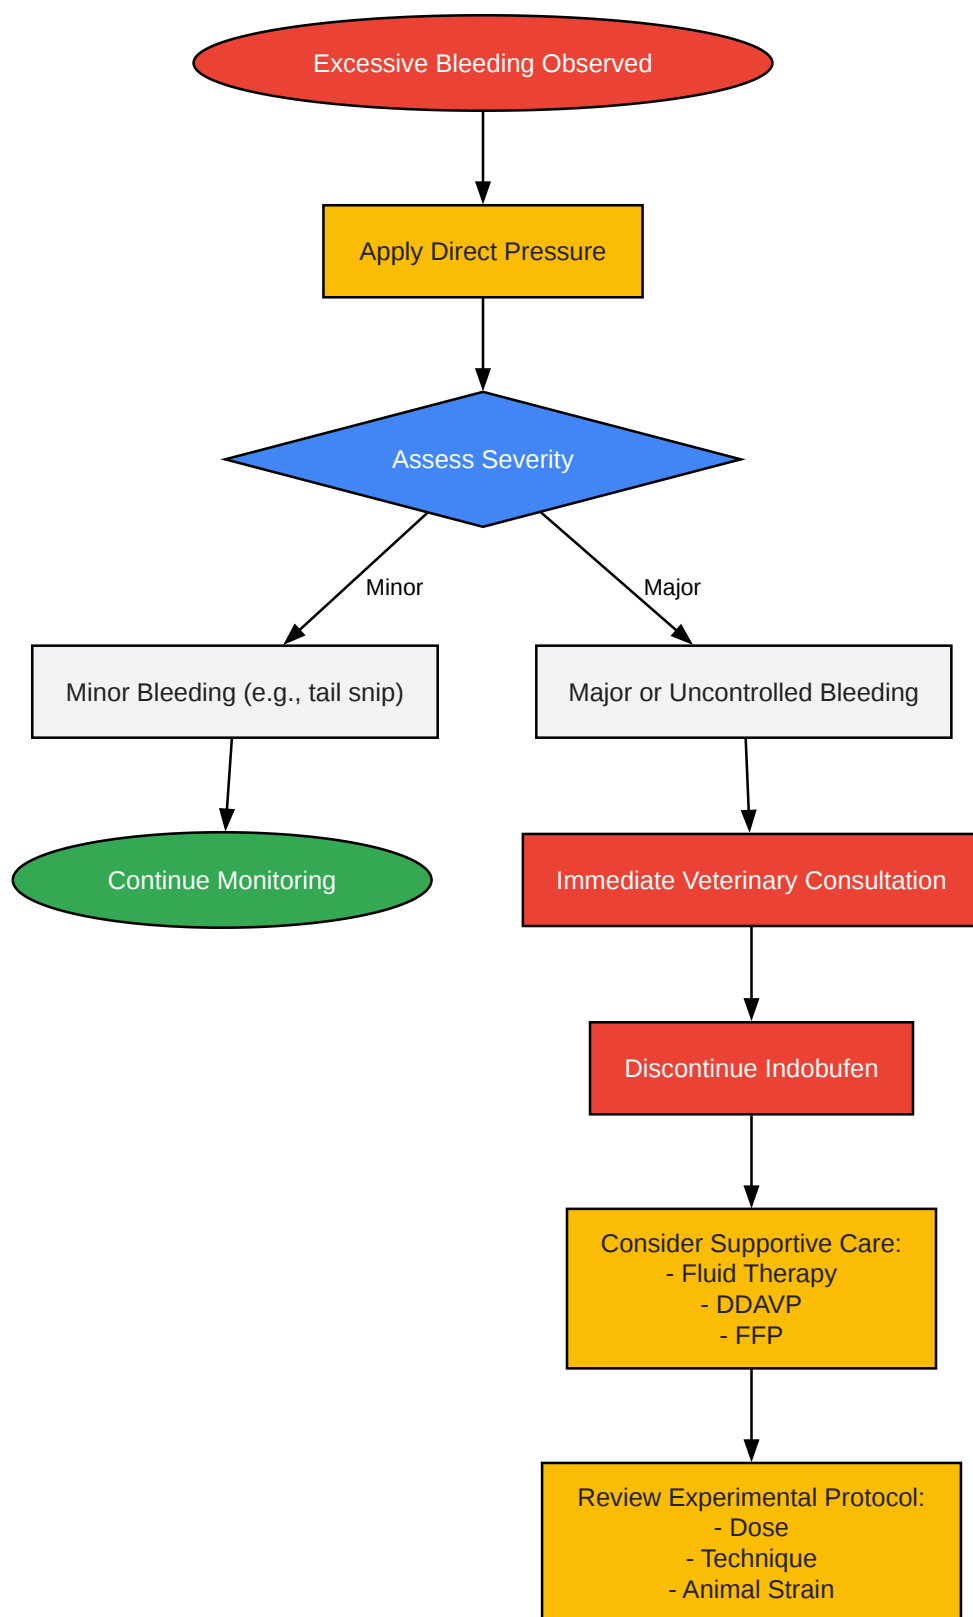 Excessive Bleeding Observed
Apply Direct Pressure
Assess Severity
Minor
Major
Minor Bleeding (e.g., tail snip)
Major or Uncontrolled Bleeding
Continue Monitoring
Immediate Veterinary Consultation
Discontinue Indobufen
Consider Supportive Care:
- Fluid Therapy
- DDAVP
- FFP
Review Experimental Protocol:
- Dose
- Technique
- Animal Strain